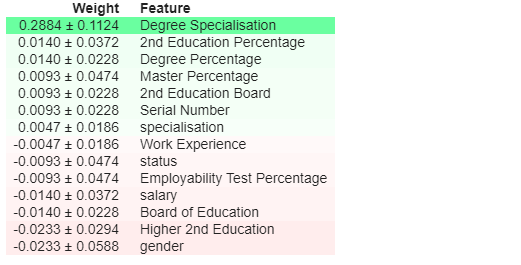 Weight Feature
0.2884 ± 0.1124 Degree Specialisation
0.0140 ± 0.0372 2nd Education Percentage
0.0140 ± 0.0228 Degree Percentage
0.0093 ± 0.0474 Master Percentage
0.0093 ± 0.0228 2nd Education Board
0.0093 ± 0.0228 Serial Number
0.0047 ± 0.0186 specialisation
-0.0047 ± 0.0186 Work Experience
-0.0093 ± 0.0474 status
-0.0093 ± 0.0474 Employability Test Percentage
-0.0140 ± 0.0372 salary
-0.0140 ± 0.0228 Board of Education
-0.0233 ± 0.0294 Higher 2nd Education
-0.0233 ± 0.0588 gender